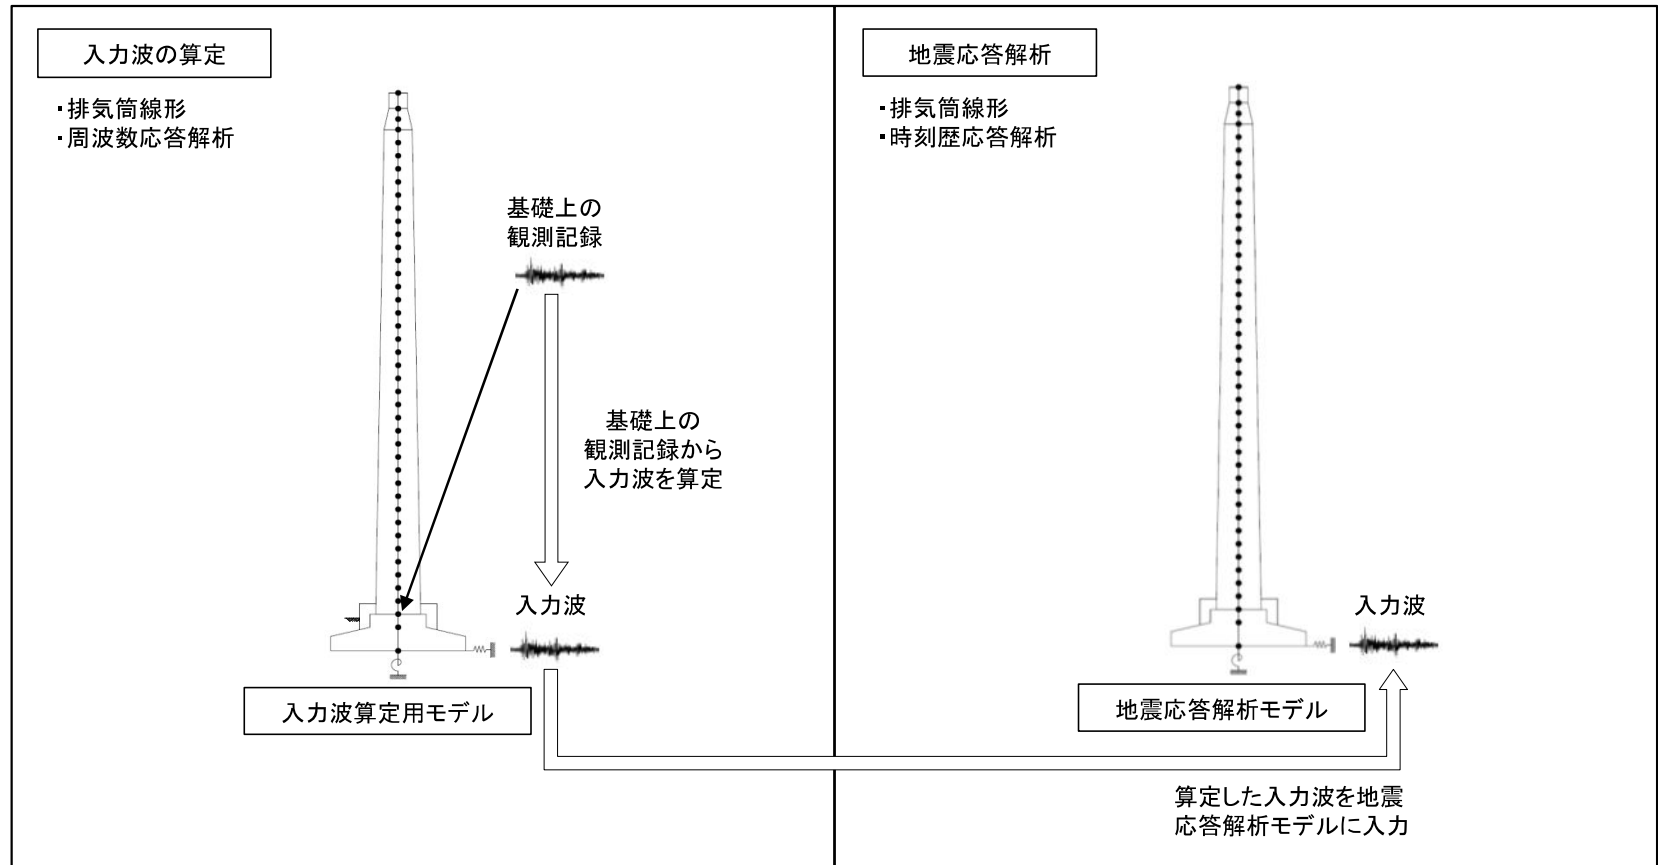 入力波の算定
・排気筒線形
・周波数応答解析
基礎上の
観測記録
基礎上の
観測記録から
入力波を算定
入力波
入力波算定用モデル
地震応答解析
・排気筒線形
・時刻歴応答解析
入力波
地震応答解析モデル
算定した入力波を地震
応答解析モデルに入力